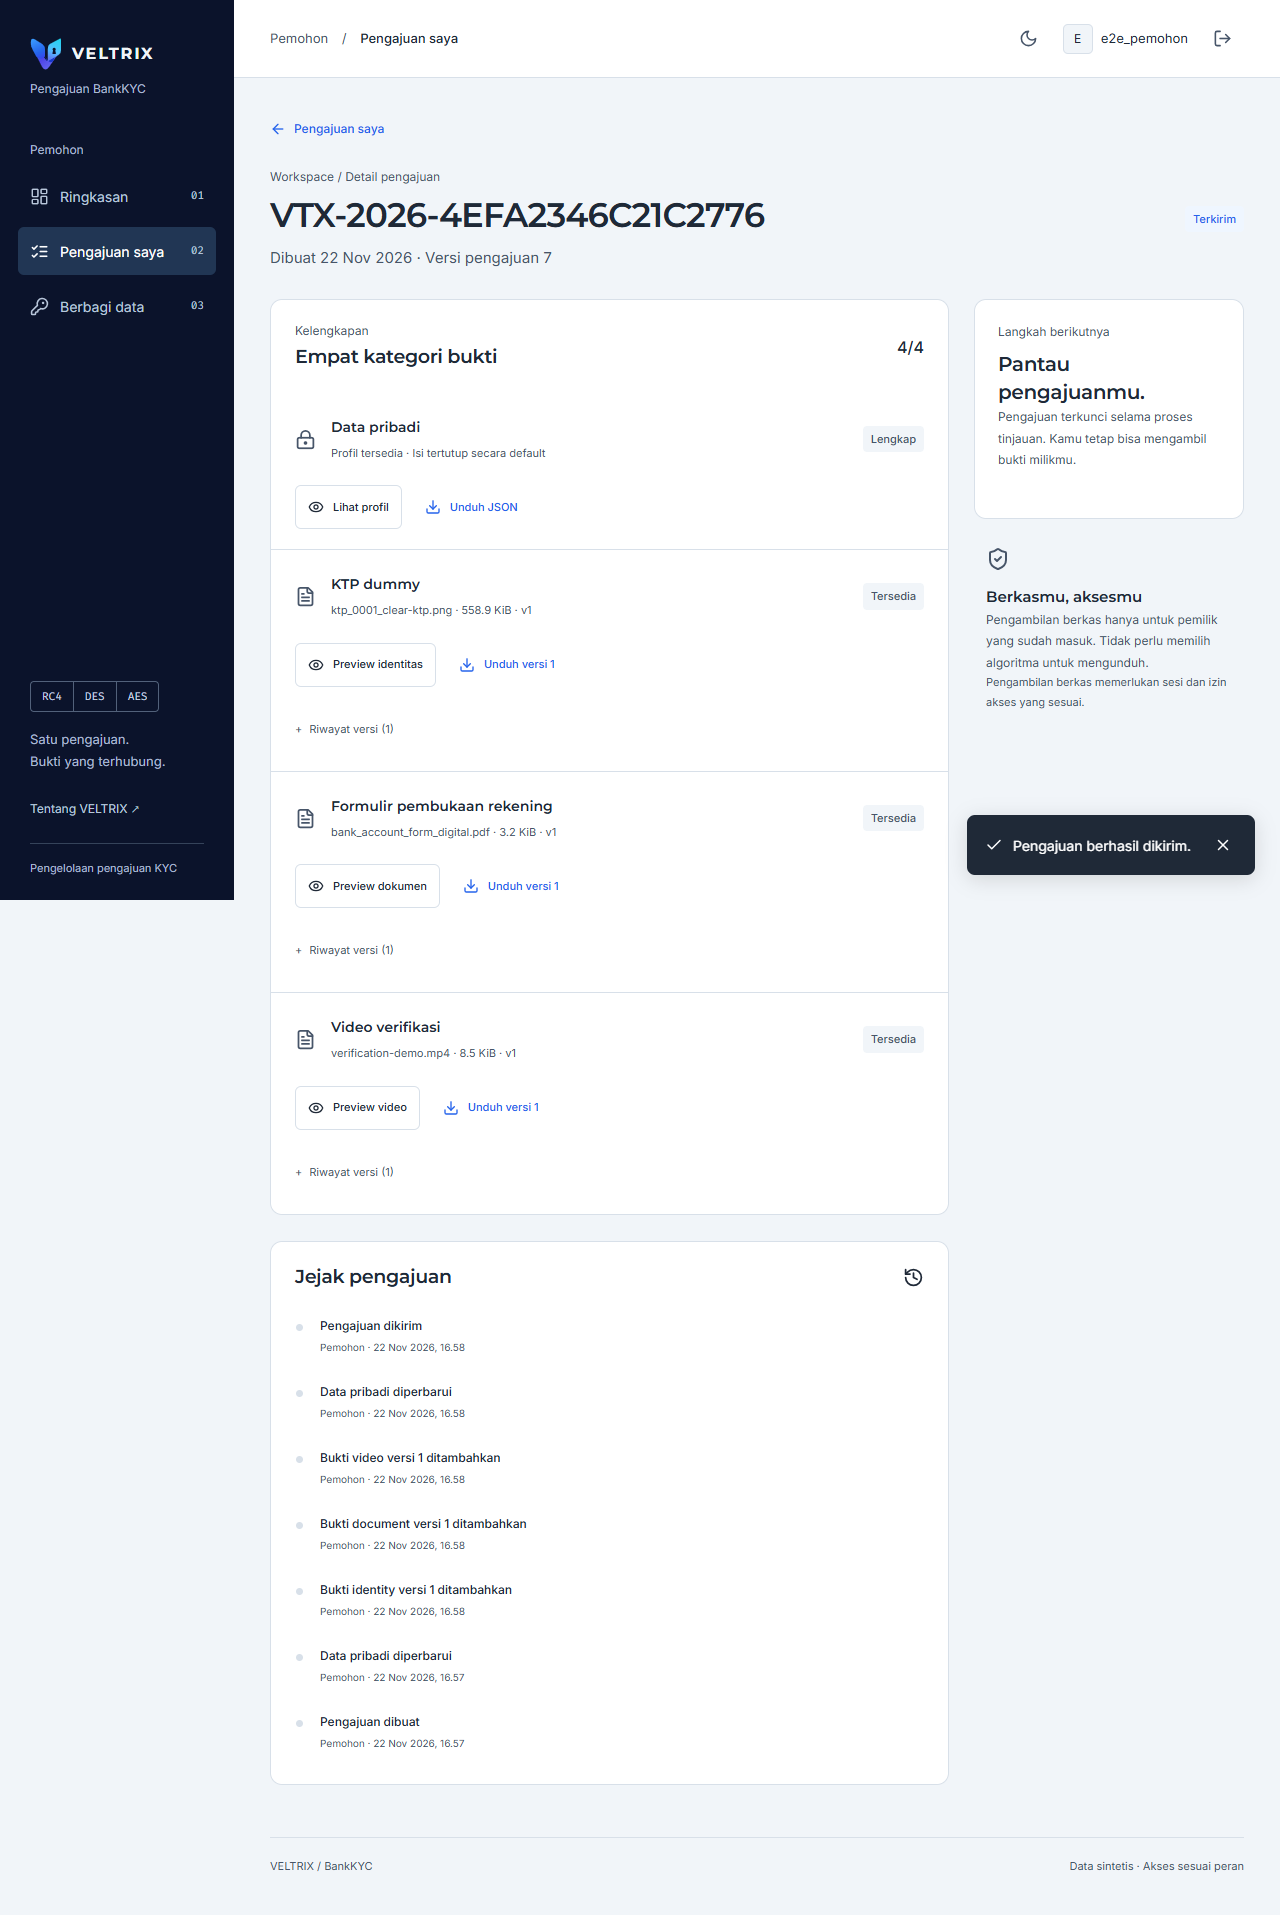 VELTRIX
Pengajuan BankKYC
Pemohon
Ringkasan 01
Pengajuan saya 02
Berbagi data 03
RC4 DES AES
Satu pengajuan.
Bukti yang terhubung.
Tentang VELTRIX ↗
Pengelolaan pengajuan KYC
Pemohon / Pengajuan saya
E e2e_pemohon
← Pengajuan saya
Workspace / Detail pengajuan
VTX-2026-4EFA2346C21C2776
Terkirim
Dibuat 22 Nov 2026 · Versi pengajuan 7
Kelengkapan
Empat kategori bukti
4/4
Data pribadi
Profil tersedia · Isi tertutup secara default
Lengkap
Lihat profil
Unduh JSON
KTP dummy
ktp_0001_clear-ktp.png · 558.9 KiB · v1
Tersedia
Preview identitas
Unduh versi 1
+ Riwayat versi (1)
Formulir pembukaan rekening
bank_account_form_digital.pdf · 3.2 KiB · v1
Tersedia
Preview dokumen
Unduh versi 1
+ Riwayat versi (1)
Video verifikasi
verification-demo.mp4 · 8.5 KiB · v1
Tersedia
Preview video
Unduh versi 1
+ Riwayat versi (1)
Langkah berikutnya
Pantau
pengajuanmu.
Pengajuan terkunci selama proses
tinjauan. Kamu tetap bisa mengambil
bukti milikmu.
Berkasmu, aksesmu
Pengambilan berkas hanya untuk pemilik
yang sudah masuk. Tidak perlu memilih
algoritma untuk mengunduh.
Pengambilan berkas memerlukan sesi dan izin
akses yang sesuai.
Pengajuan berhasil dikirim.
Jejak pengajuan
Pengajuan dikirim
Pemohon · 22 Nov 2026, 16.58
Data pribadi diperbarui
Pemohon · 22 Nov 2026, 16.58
Bukti video versi 1 ditambahkan
Pemohon · 22 Nov 2026, 16.58
Bukti document versi 1 ditambahkan
Pemohon · 22 Nov 2026, 16.58
Bukti identity versi 1 ditambahkan
Pemohon · 22 Nov 2026, 16.58
Data pribadi diperbarui
Pemohon · 22 Nov 2026, 16.57
Pengajuan dibuat
Pemohon · 22 Nov 2026, 16.57
VELTRIX / BankKYC
Data sintetis · Akses sesuai peran